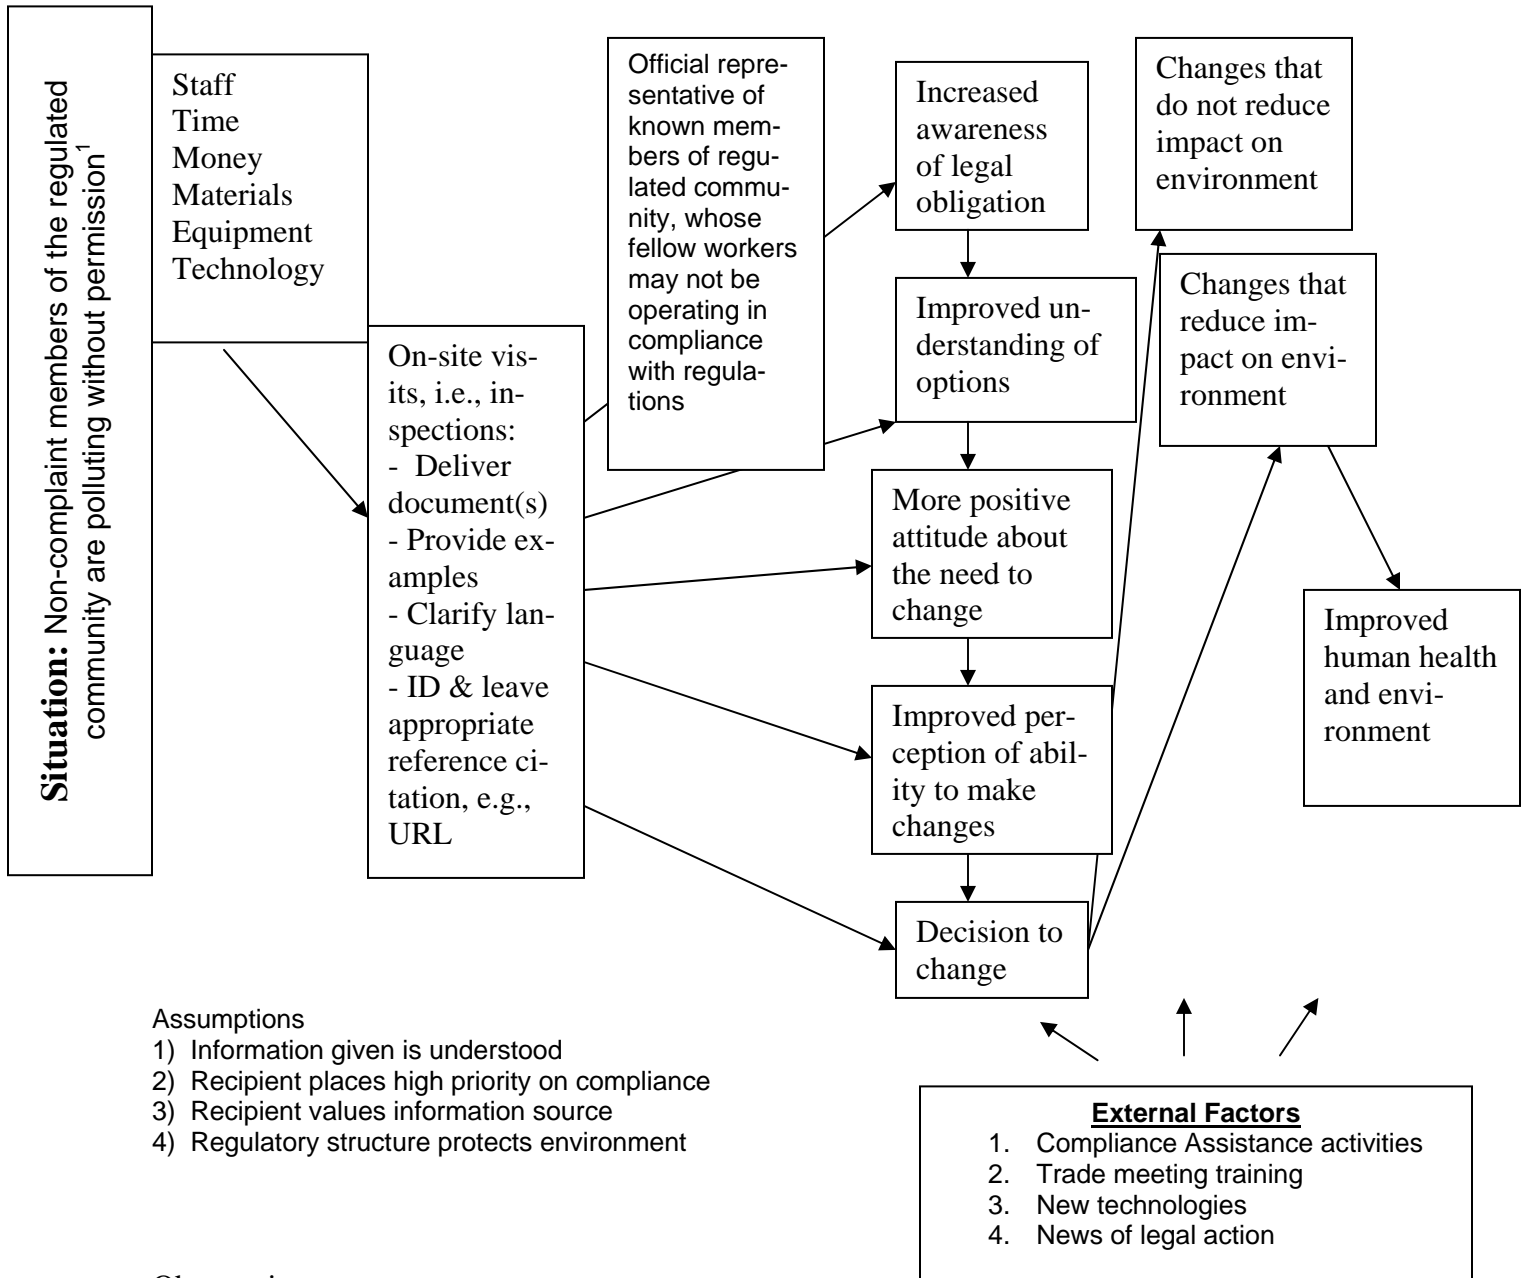 Situation: Non-complaint members of the regulated
community are polluting without permission1
Staff
Time
Money
Materials
Equipment
Technology
On-site vis-
its, i.e., in-
spections:
- Deliver
document(s)
- Provide ex-
amples
- Clarify lan-
guage
- ID & leave
appropriate
reference ci-
tation, e.g.,
URL
Official repre-
sentative of
known mem-
bers of regu-
lated commu-
nity, whose
fellow workers
may not be
operating in
compliance
with regula-
tions
Increased
awareness
of legal
obligation
Improved un-
derstanding of
options
More positive
attitude about
the need to
change
Improved per-
ception of abil-
ity to make
changes
Decision to
change
Changes that
do not reduce
impact on
environment
Changes that
reduce im-
pact on envi-
ronment
Improved
human health
and envi-
ronment
Assumptions
1) Information given is understood
2) Recipient places high priority on compliance
3) Recipient values information source
4) Regulatory structure protects environment
External Factors
1. Compliance Assistance activities
2. Trade meeting training
3. New technologies
4. News of legal action